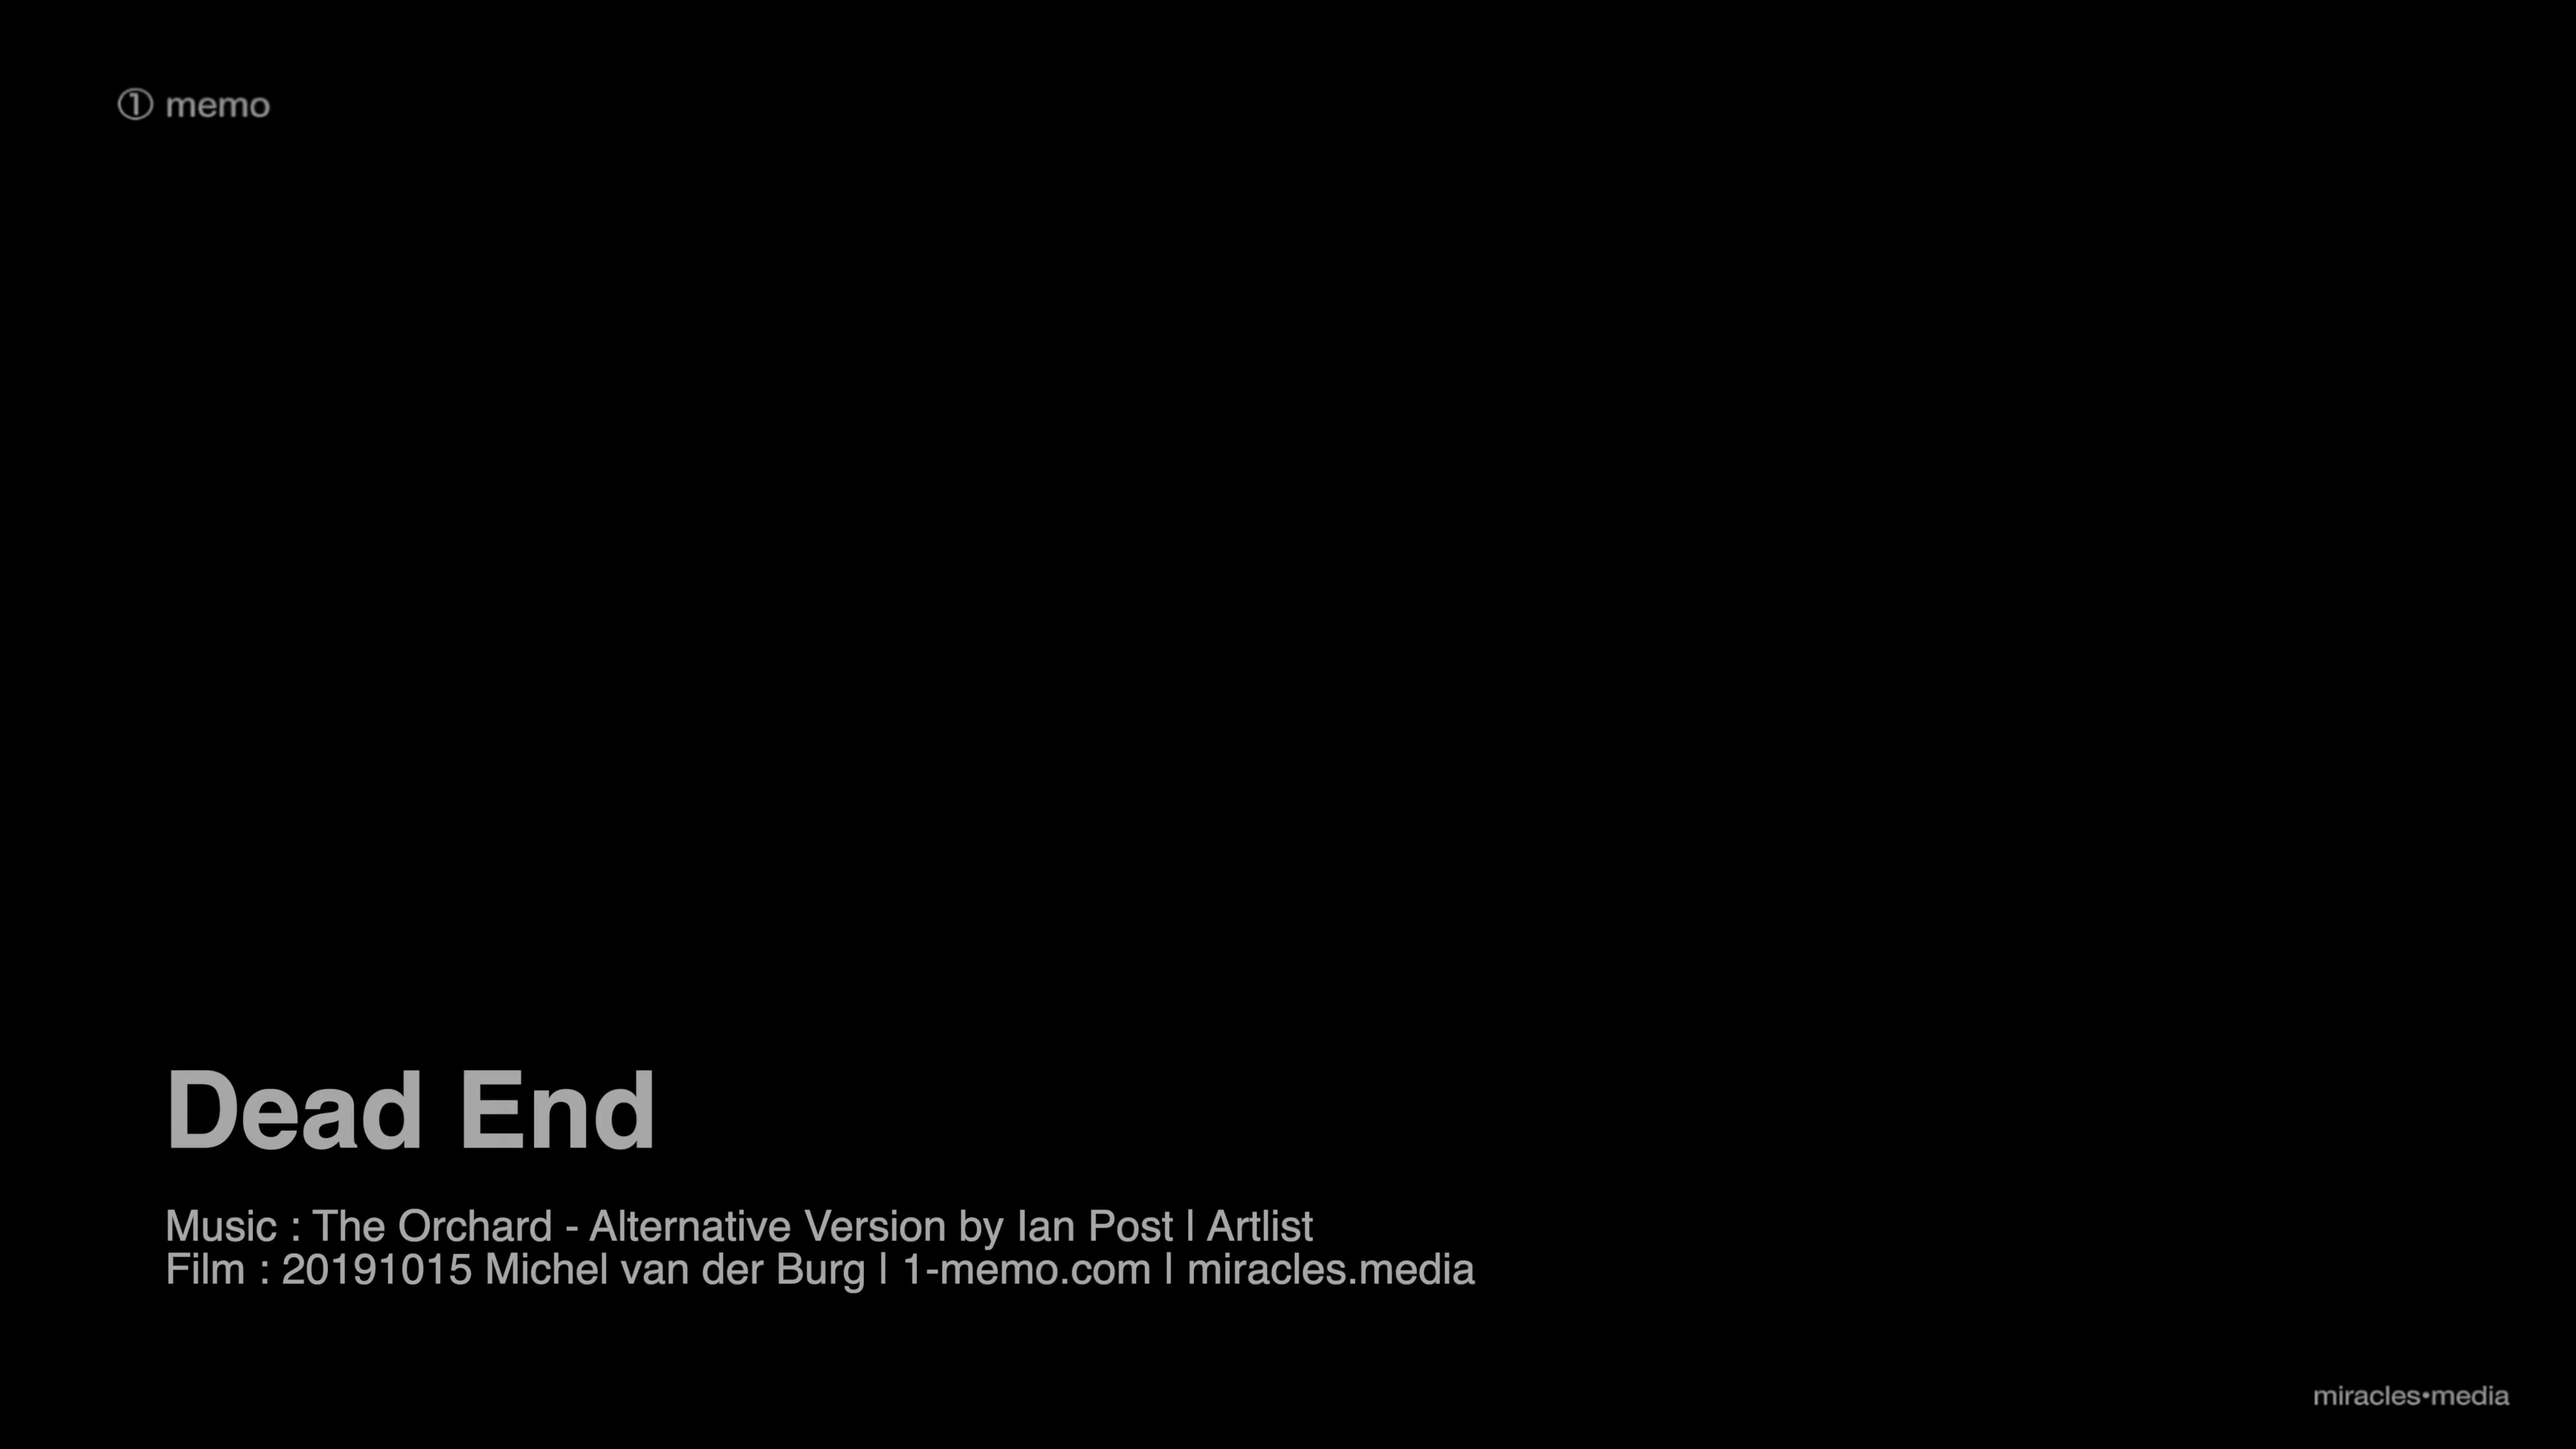 ① memo
Dead End
Music : The Orchard - Alternative Version by Ian Post | Artlist
Film : 20191015 Michel van der Burg | 1-memo.com | miracles.media
miracles•media